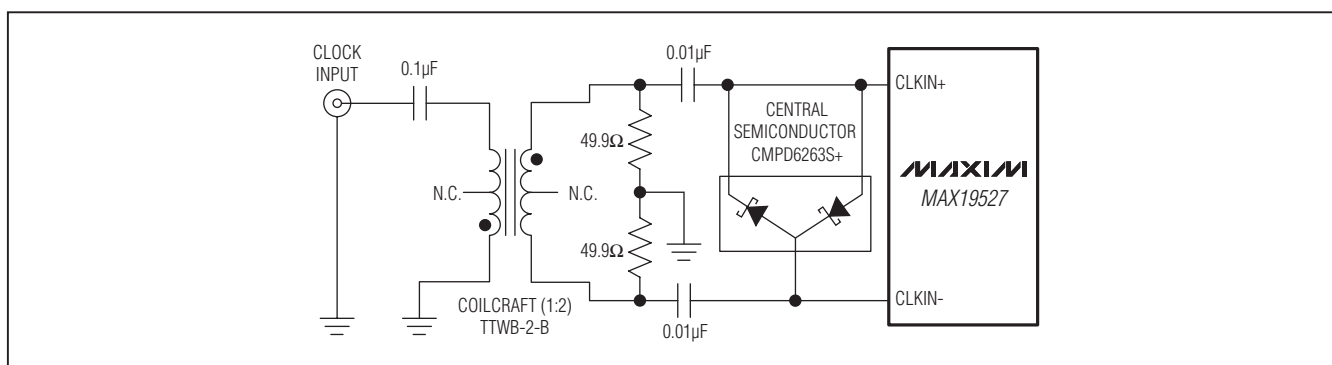 CLOCK
INPUT
0.1µF
0.01µF
CLKIN+
CENTRAL
SEMICONDUCTOR
CMPD6263S+
49.9Ω
MAXIM
MAX19527
N.C.
N.C.
49.9Ω
COILCRAFT (1:2)
TTWB-2-B
0.01µF
CLKIN-